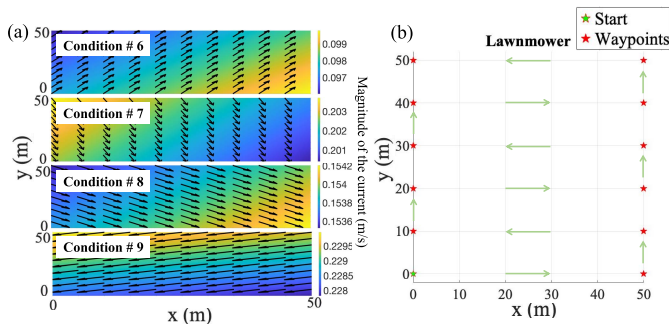 (a)
50
Condition # 6
0
0.099
0.098
0.097
50
Condition # 7
0
0.203
0.202
0.201
50
Condition # 8
0
0.1542
0.154
0.1538
0.1536
50
Condition # 9
0
0.2295
0.229
0.2285
0.228
0
50
x (m)
y (m)
Magnitude of the current (m/s)
(b)
Start
Waypoints
Lawnmower
50
40
30
20
10
0
y (m)
0
10
20
30
40
50
x (m)